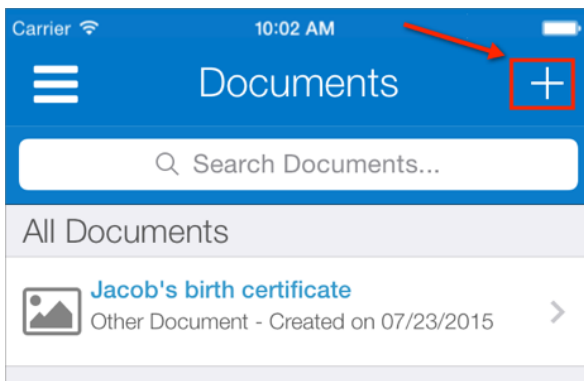 Carrier 10:02 AM
Documents
Search Documents...
All Documents
Jacob's birth certificate
Other Document - Created on 07/23/2015